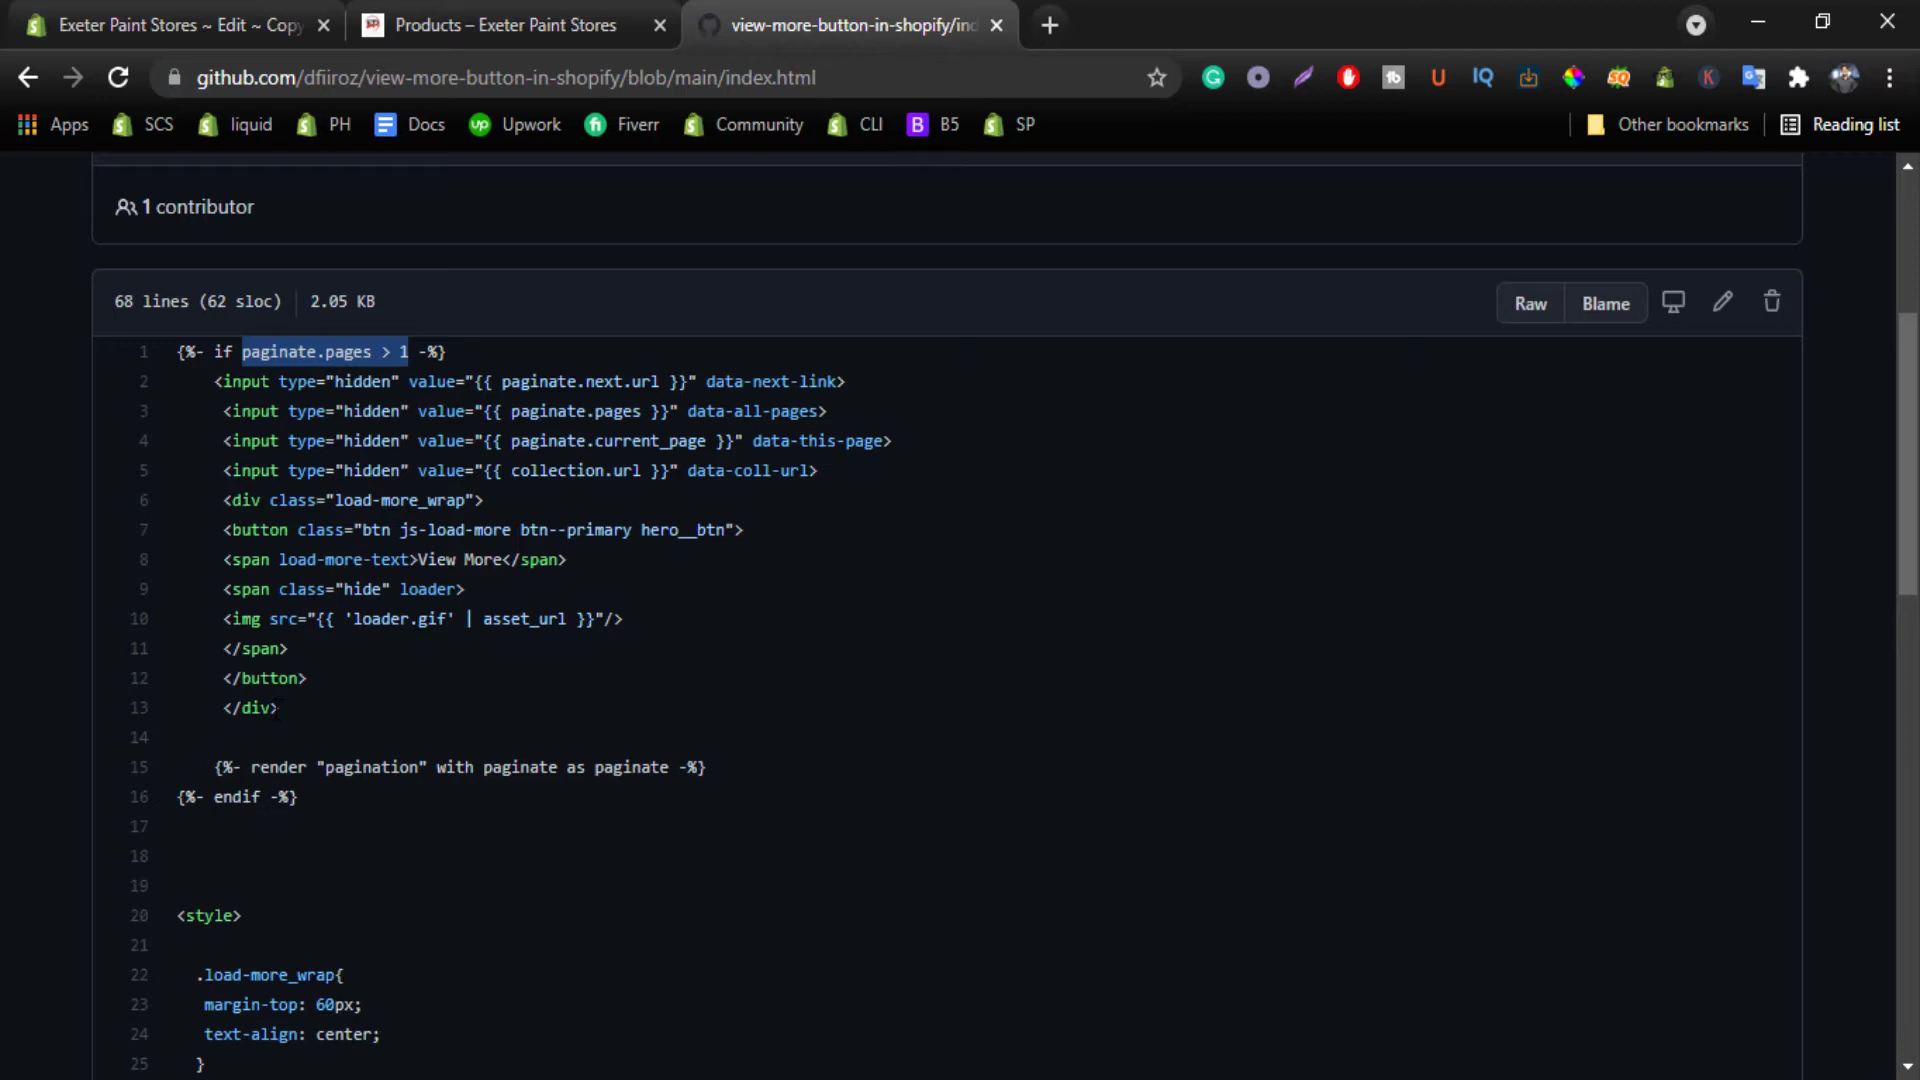 Exeter Paint Stores ~ Edit ~ Copy
Products – Exeter Paint Stores
view-more-button-in-shopify/ind
github.com/dfiiroz/view-more-button-in-shopify/blob/main/index.html
Apps SCS liquid PH Docs Upwork Fiverr Community CLI B5 SP Other bookmarks Reading list
1 contributor
68 lines (62 sloc) 2.05 KB Raw Blame
1 {%- if paginate.pages > 1 -%}
2 <input type="hidden" value="{{ paginate.next.url }}" data-next-link>
3 <input type="hidden" value="{{ paginate.pages }}" data-all-pages>
4 <input type="hidden" value="{{ paginate.current_page }}" data-this-page>
5 <input type="hidden" value="{{ collection.url }}" data-coll-url>
6 <div class="load-more_wrap">
7 <button class="btn js-load-more btn--primary hero__btn">
8 <span load-more-text>View More</span>
9 <span class="hide" loader>
10 <img src="{{ 'loader.gif' | asset_url }}"/>
11 </span>
12 </button>
13 </div>
14
15 {%- render "pagination" with paginate as paginate -%}
16 {%- endif -%}
17
18
19
20 <style>
21
22 .load-more_wrap{
23 margin-top: 60px;
24 text-align: center;
25 }